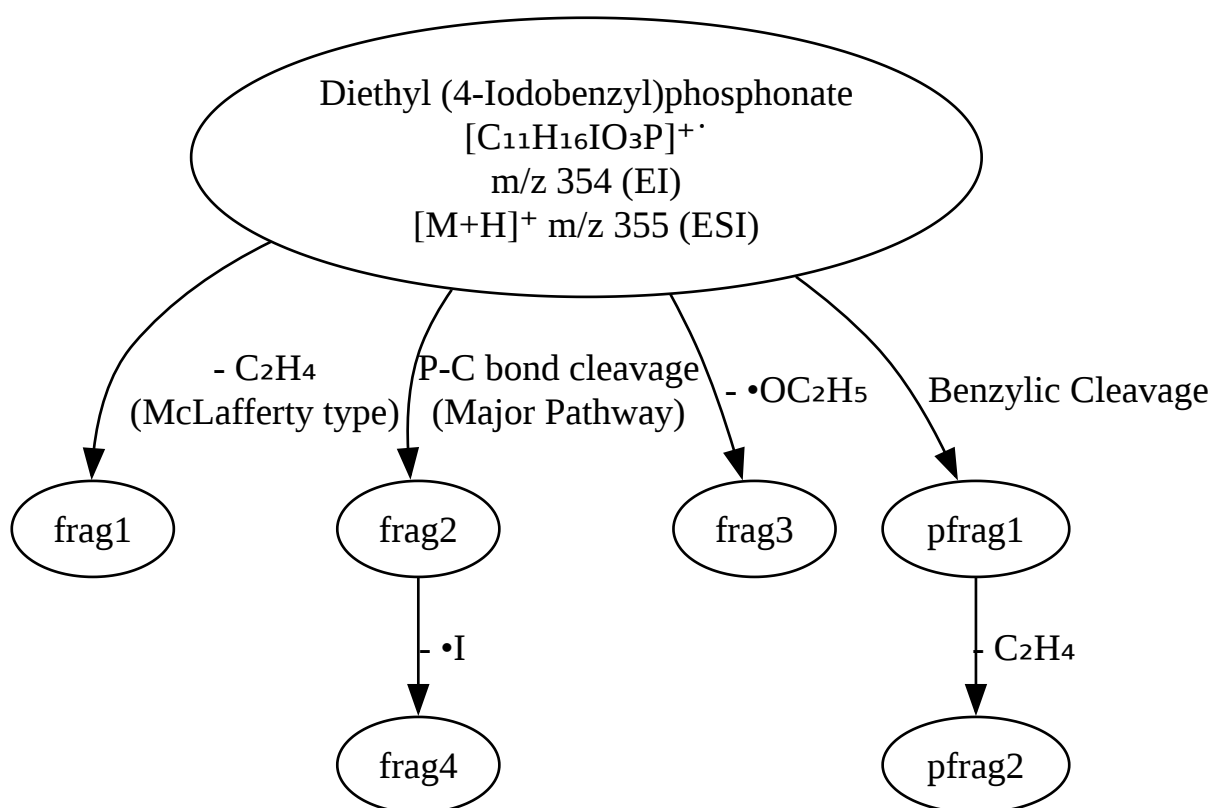 Diethyl (4-Iodobenzyl)phosphonate
[C₁₁H₁₆IO₃P]⁺˙
m/z 354 (EI)
[M+H]⁺ m/z 355 (ESI)
- C₂H₄
(McLafferty type)
P-C bond cleavage
(Major Pathway)
- •OC₂H₅
Benzylic Cleavage
frag1
frag2
frag3
pfrag1
- •I
- C₂H₄
frag4
pfrag2